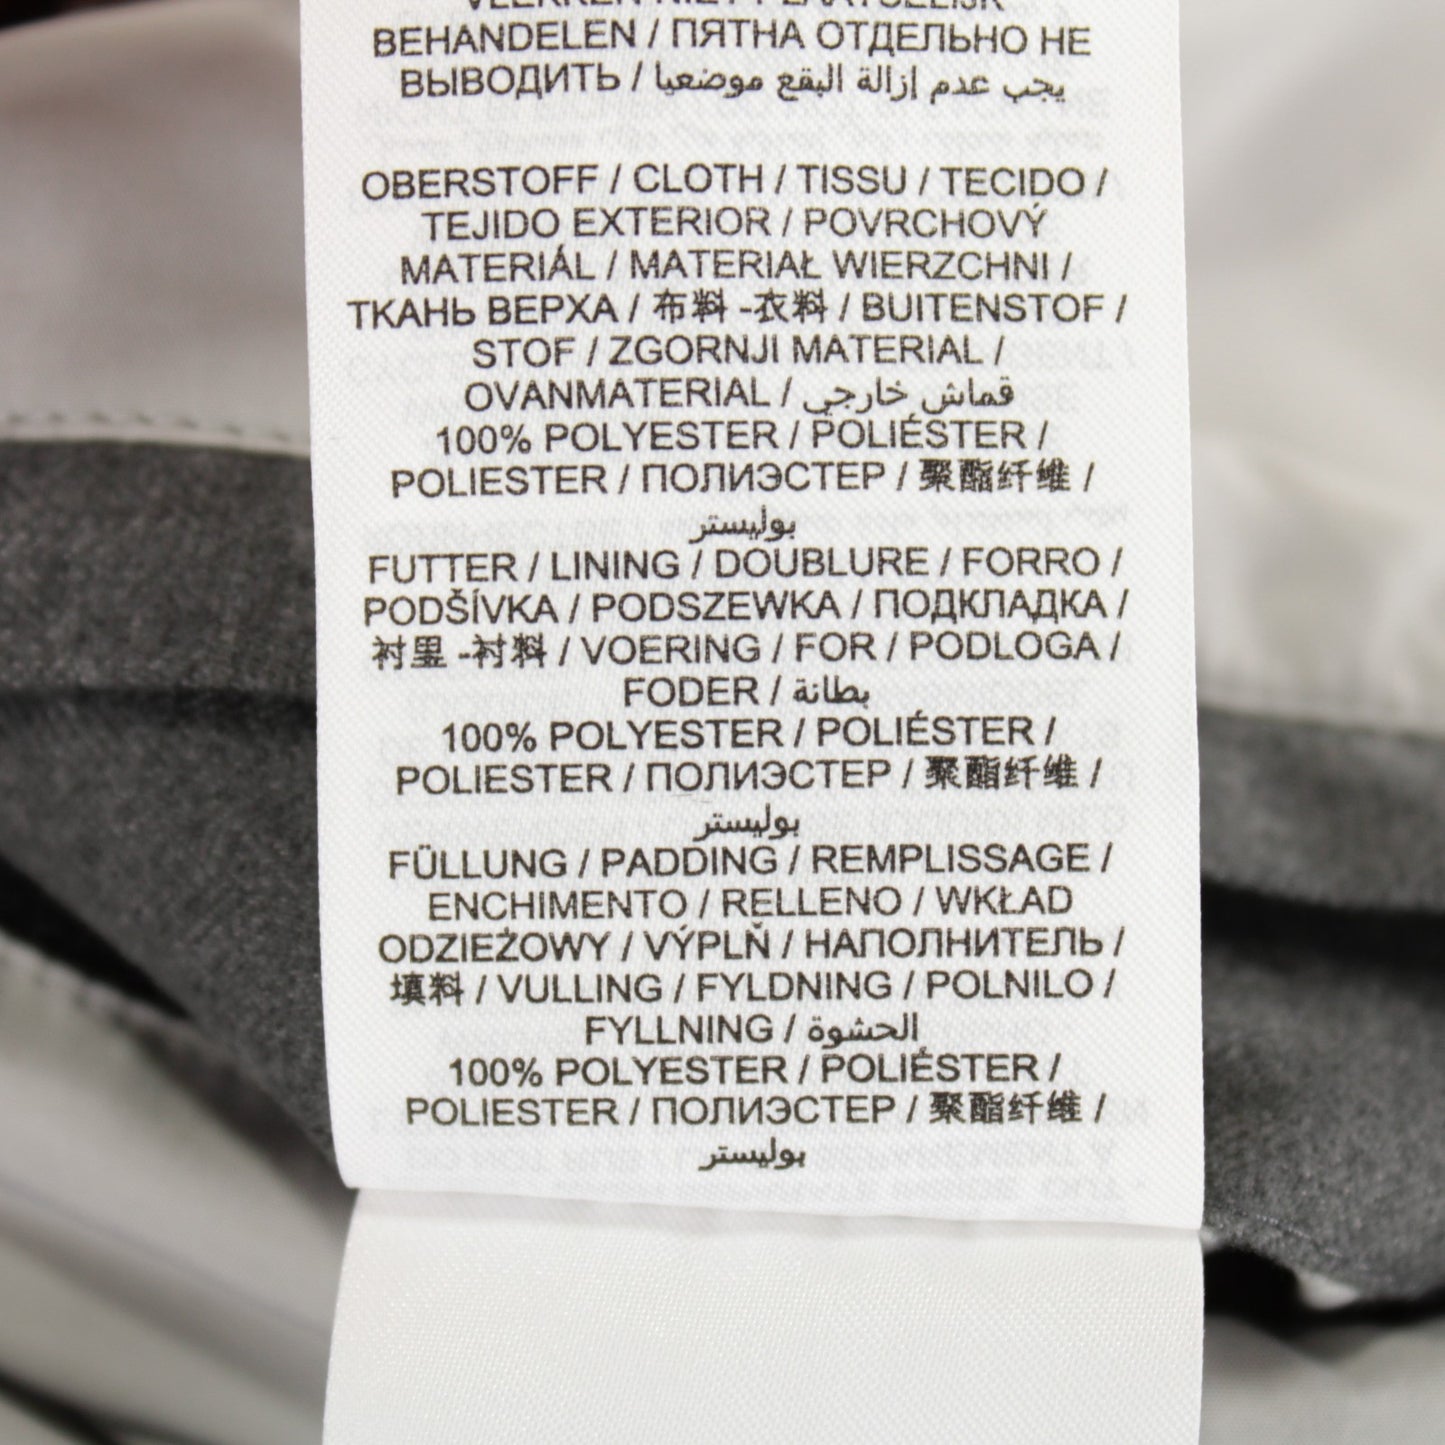 VLEKKEN NIET PLAATSELIJK
BEHANDELEN / ПЯТНА ОТДЕЛЬНО НЕ
ВЫВОДИТЬ / يجب عدم إزالة البقع موضعيا
OBERSTOFF / CLOTH / TISSU / TECIDO /
TEJIDO EXTERIOR / POVRCHOVÝ
MATERIÁL / MATERIAŁ WIERZCHNI /
ТКАНЬ ВЕРХА / 布料 -衣料 / BUITENSTOF /
STOF / ZGORNJI MATERIAL /
OVANMATERIAL / قماش خارجي
100% POLYESTER / POLIÉSTER /
POLIESTER / ПОЛИЭСТЕР / 聚酯纤维 /
بوليستر
FUTTER / LINING / DOUBLURE / FORRO /
PODŠÍVKA / PODSZEWKA / ПОДКЛАДКА /
衬里 -衬料 / VOERING / FOR / PODLOGA /
FODER / بطانة
100% POLYESTER / POLIÉSTER /
POLIESTER / ПОЛИЭСТЕР / 聚酯纤维 /
بوليستر
FÜLLUNG / PADDING / REMPLISSAGE /
ENCHIMENTO / RELLENO / WKŁAD
ODZIEŻOWY / VÝPLŇ / НАПОЛНИТЕЛЬ /
填料 / VULLING / FYLDNING / POLNILO /
FYLLNING / الحشوة
100% POLYESTER / POLIÉSTER /
POLIESTER / ПОЛИЭСТЕР / 聚酯纤维 /
بوليستر